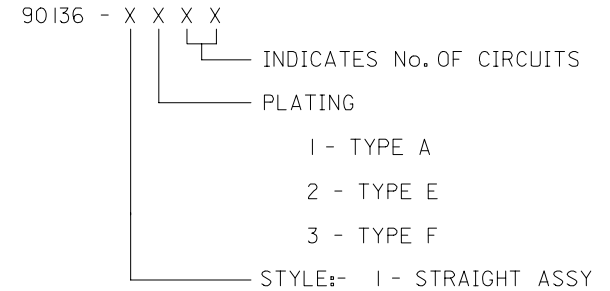 90136 - X X X X
INDICATES No. OF CIRCUITS
PLATING
1 - TYPE A
2 - TYPE E
3 - TYPE F
STYLE:- 1 - STRAIGHT ASSY